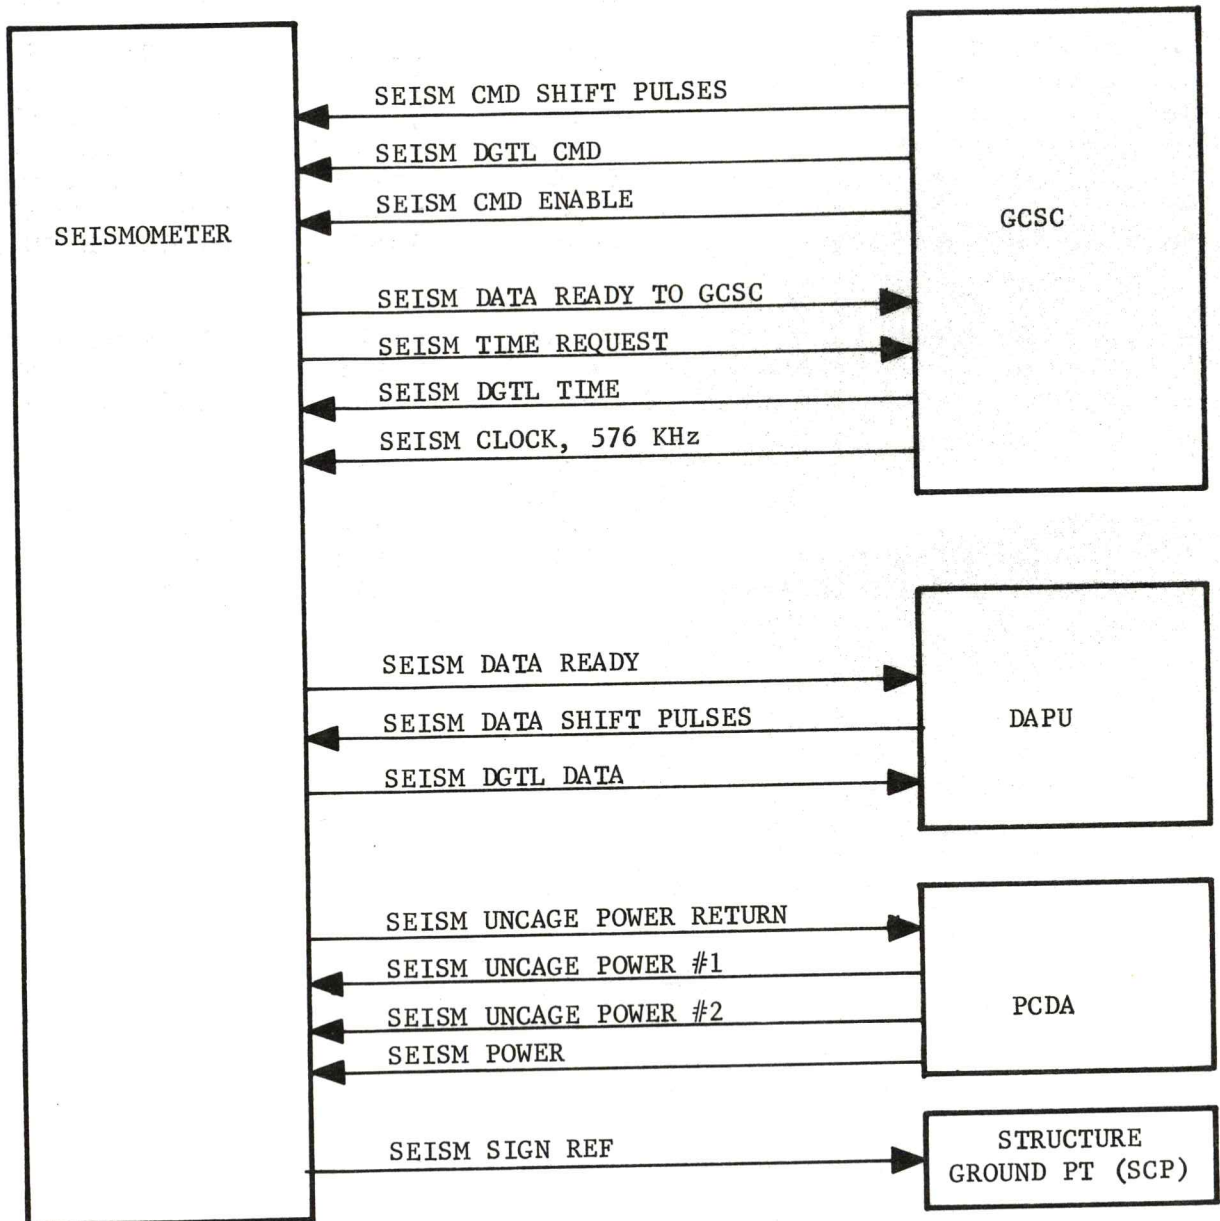 SEISMOMETER
SEISM CMD SHIFT PULSES
SEISM DGTL CMD
SEISM CMD ENABLE
GCSC
SEISM DATA READY TO GCSC
SEISM TIME REQUEST
SEISM DGTL TIME
SEISM CLOCK, 576 KHz
SEISM DATA READY
SEISM DATA SHIFT PULSES
SEISM DGTL DATA
DAPU
SEISM UNCAGE POWER RETURN
SEISM UNCAGE POWER #1
SEISM UNCAGE POWER #2
SEISM POWER
PCDA
SEISM SIGN REF
STRUCTURE
GROUND PT (SCP)